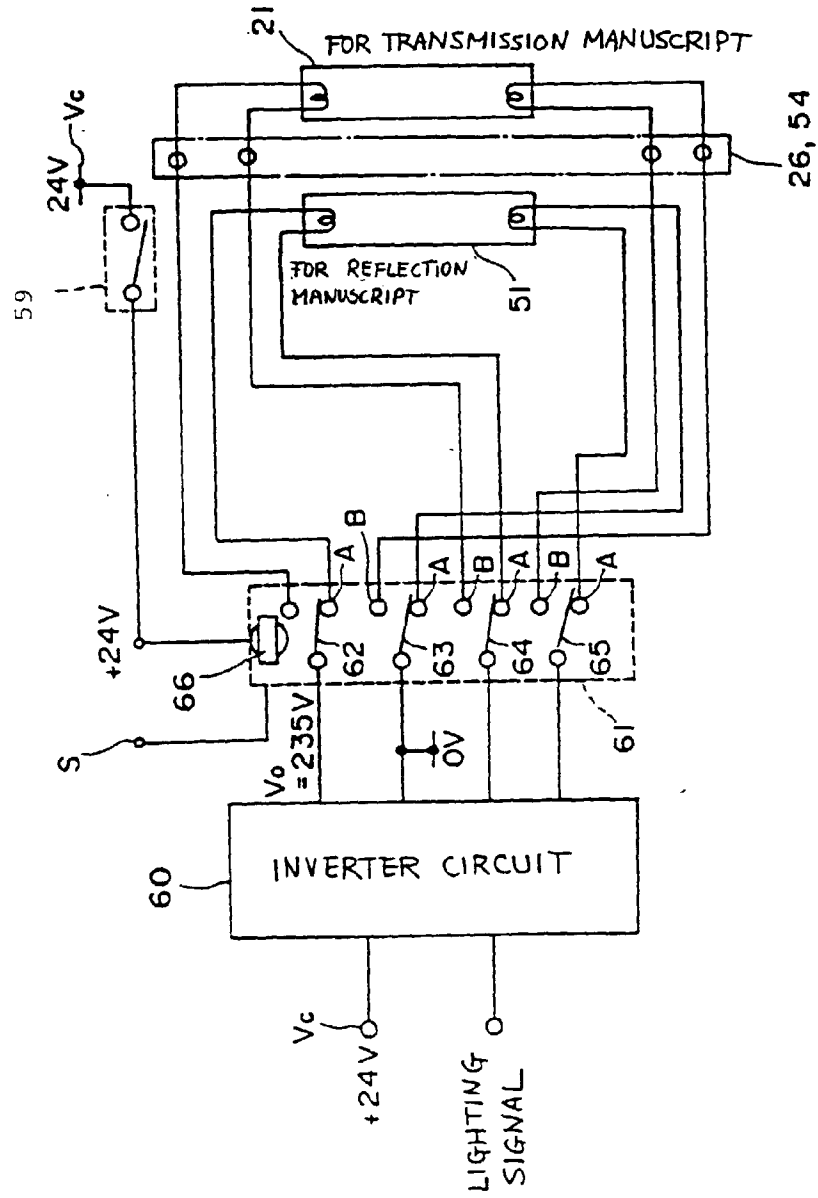 21
FOR TRANSMISSION MANUSCRIPT
24V
Vc
26, 54
59
FOR REFLECTION
MANUSCRIPT
51
+24V
S
66
B
A
A
B
A
B
A
62
63
64
65
61
Vo
=235V
0V
60
INVERTER CIRCUIT
Vc
+24V
LIGHTING
SIGNAL